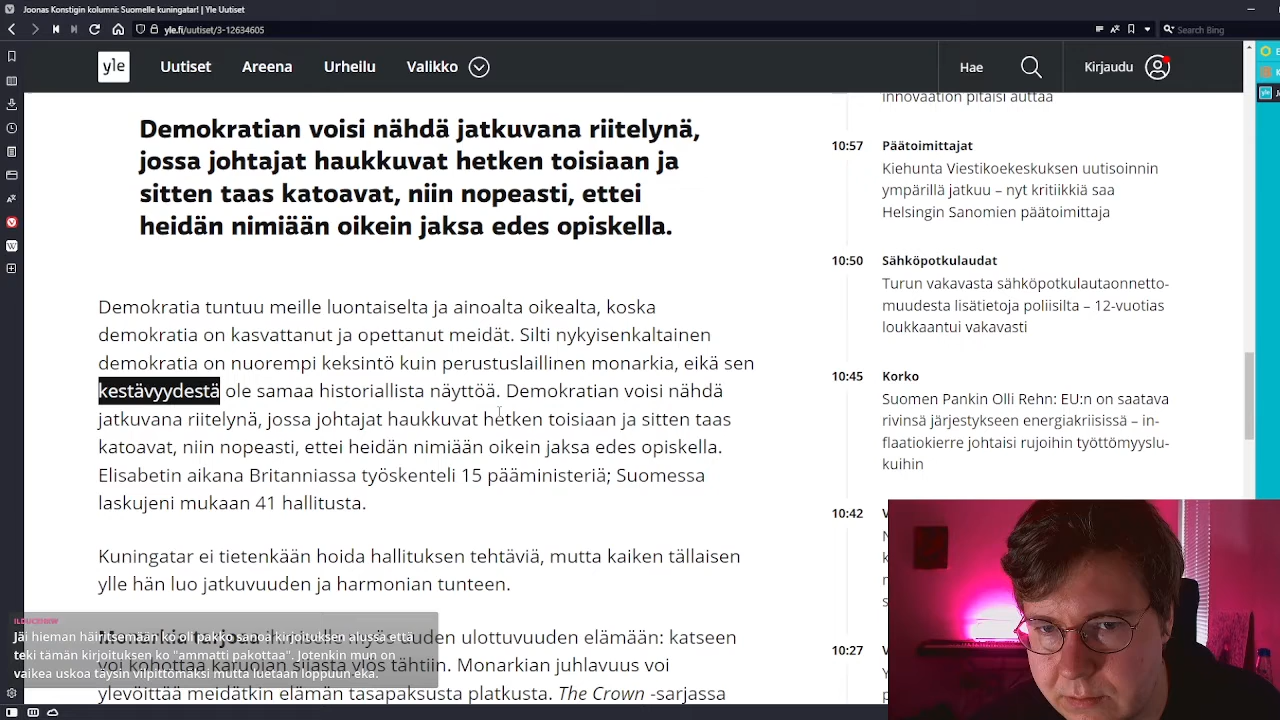 Joonas Konstigin kolumni: Suomelle kuningatar! | Yle Uutiset
yle.fi/uutiset/3-12634605
Search Bing
yle
Uutiset
Areena
Urheilu
Valikko
Hae
Kirjaudu
Demokratian voisi nähdä jatkuvana riitelynä,
jossa johtajat haukkuvat hetken toisiaan ja
sitten taas katoavat, niin nopeasti, ettei
heidän nimiään oikein jaksa edes opiskella.
Demokratia tuntuu meille luontaiselta ja ainoalta oikealta, koska
demokratia on kasvattanut ja opettanut meidät. Silti nykyisenkaltainen
demokratia on nuorempi keksintö kuin perustuslaillinen monarkia, eikä sen
kestävyydestä ole samaa historiallista näyttöä. Demokratian voisi nähdä
jatkuvana riitelynä, jossa johtajat haukkuvat hetken toisiaan ja sitten taas
katoavat, niin nopeasti, ettei heidän nimiään oikein jaksa edes opiskella.
Elisabetin aikana Britanniassa työskenteli 15 pääministeriä; Suomessa
laskujeni mukaan 41 hallitusta.
Kuningatar ei tietenkään hoida hallituksen tehtäviä, mutta kaiken tällaisen
ylle hän luo jatkuvuuden ja harmonian tunteen.
uden ulottuvuuden elämään: katseen
voi kohottaa karjolan
ylös tähtiin. Monarkian juhlavuus voi
ylevöittää meidätkin elämän tasapaksusta platkusta. The Crown -sarjassa
Jäi hieman häiritsemään ko oli pakko sanoa kirjoituksen alussa että
teki tämän kirjoituksen ko "ammatti pakottaa". Jotenkin mun on
vaikea uskoa täysin vilpittömäksi mutta luetaan loppuun eka.
innovaation pitäisi auttaa
10:57 Päätoimittajat
Kiehunta Viestikoekeskuksen uutisoinnin
ympärillä jatkuu – nyt kritiikkiä saa
Helsingin Sanomien päätoimittaja
10:50 Sähköpotkulaudat
Turun vakavasta sähköpotkulautaonnetto-
muudesta lisätietoja poliisilta – 12-vuotias
loukkaantui vakavasti
10:45 Korko
Suomen Pankin Olli Rehn: EU:n on saatava
rivinsä järjestykseen energiakriisissä – in-
flaatiokierre johtaisi rujoihin työttömyyslu-
kuihin
10:42
10:27